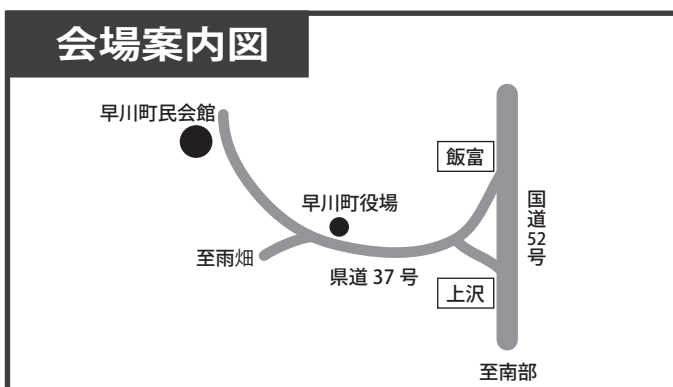 会場案内図
早川町民会館
飯富
早川町役場
国道52号
至雨畑
県道 37 号
上沢
至南部